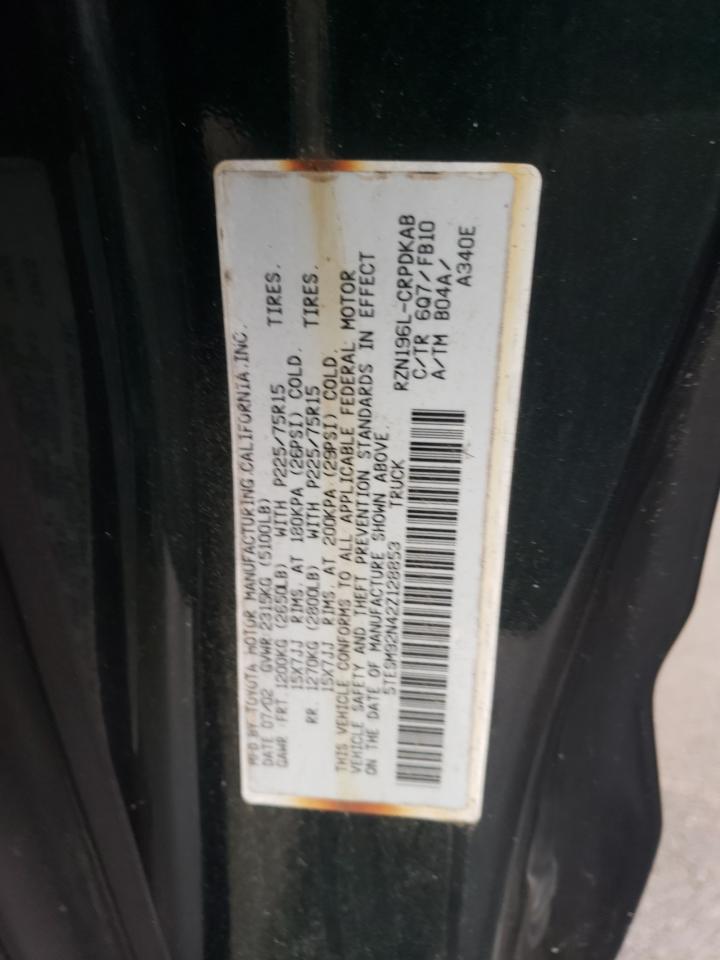 MFD BY TOYOTA MOTOR MANUFACTURING CALIFORNIA.INC.
DATE 07/02 GVWR 2315KG (5100LB)
GAWR FRT 1200KG (2650LB) WITH P225/75R15 TIRES.
15X7JJ RIMS. AT 180KPA (26PSI) COLD.
RR. 1270KG (2800LB) WITH P225/75R15 TIRES.
15X7JJ RIMS. AT 200KPA (29PSI) COLD.
THIS VEHICLE CONFORMS TO ALL APPLICABLE FEDERAL MOTOR
VEHICLE SAFETY AND THEFT PREVENTION STANDARDS IN EFFECT
ON THE DATE OF MANUFACTURE SHOWN ABOVE.
5TESM92N42Z128853 TRUCK
RZN196L-CRPDKAB
C/TR 6Q7/FB10
A/TM B04A/
A340E